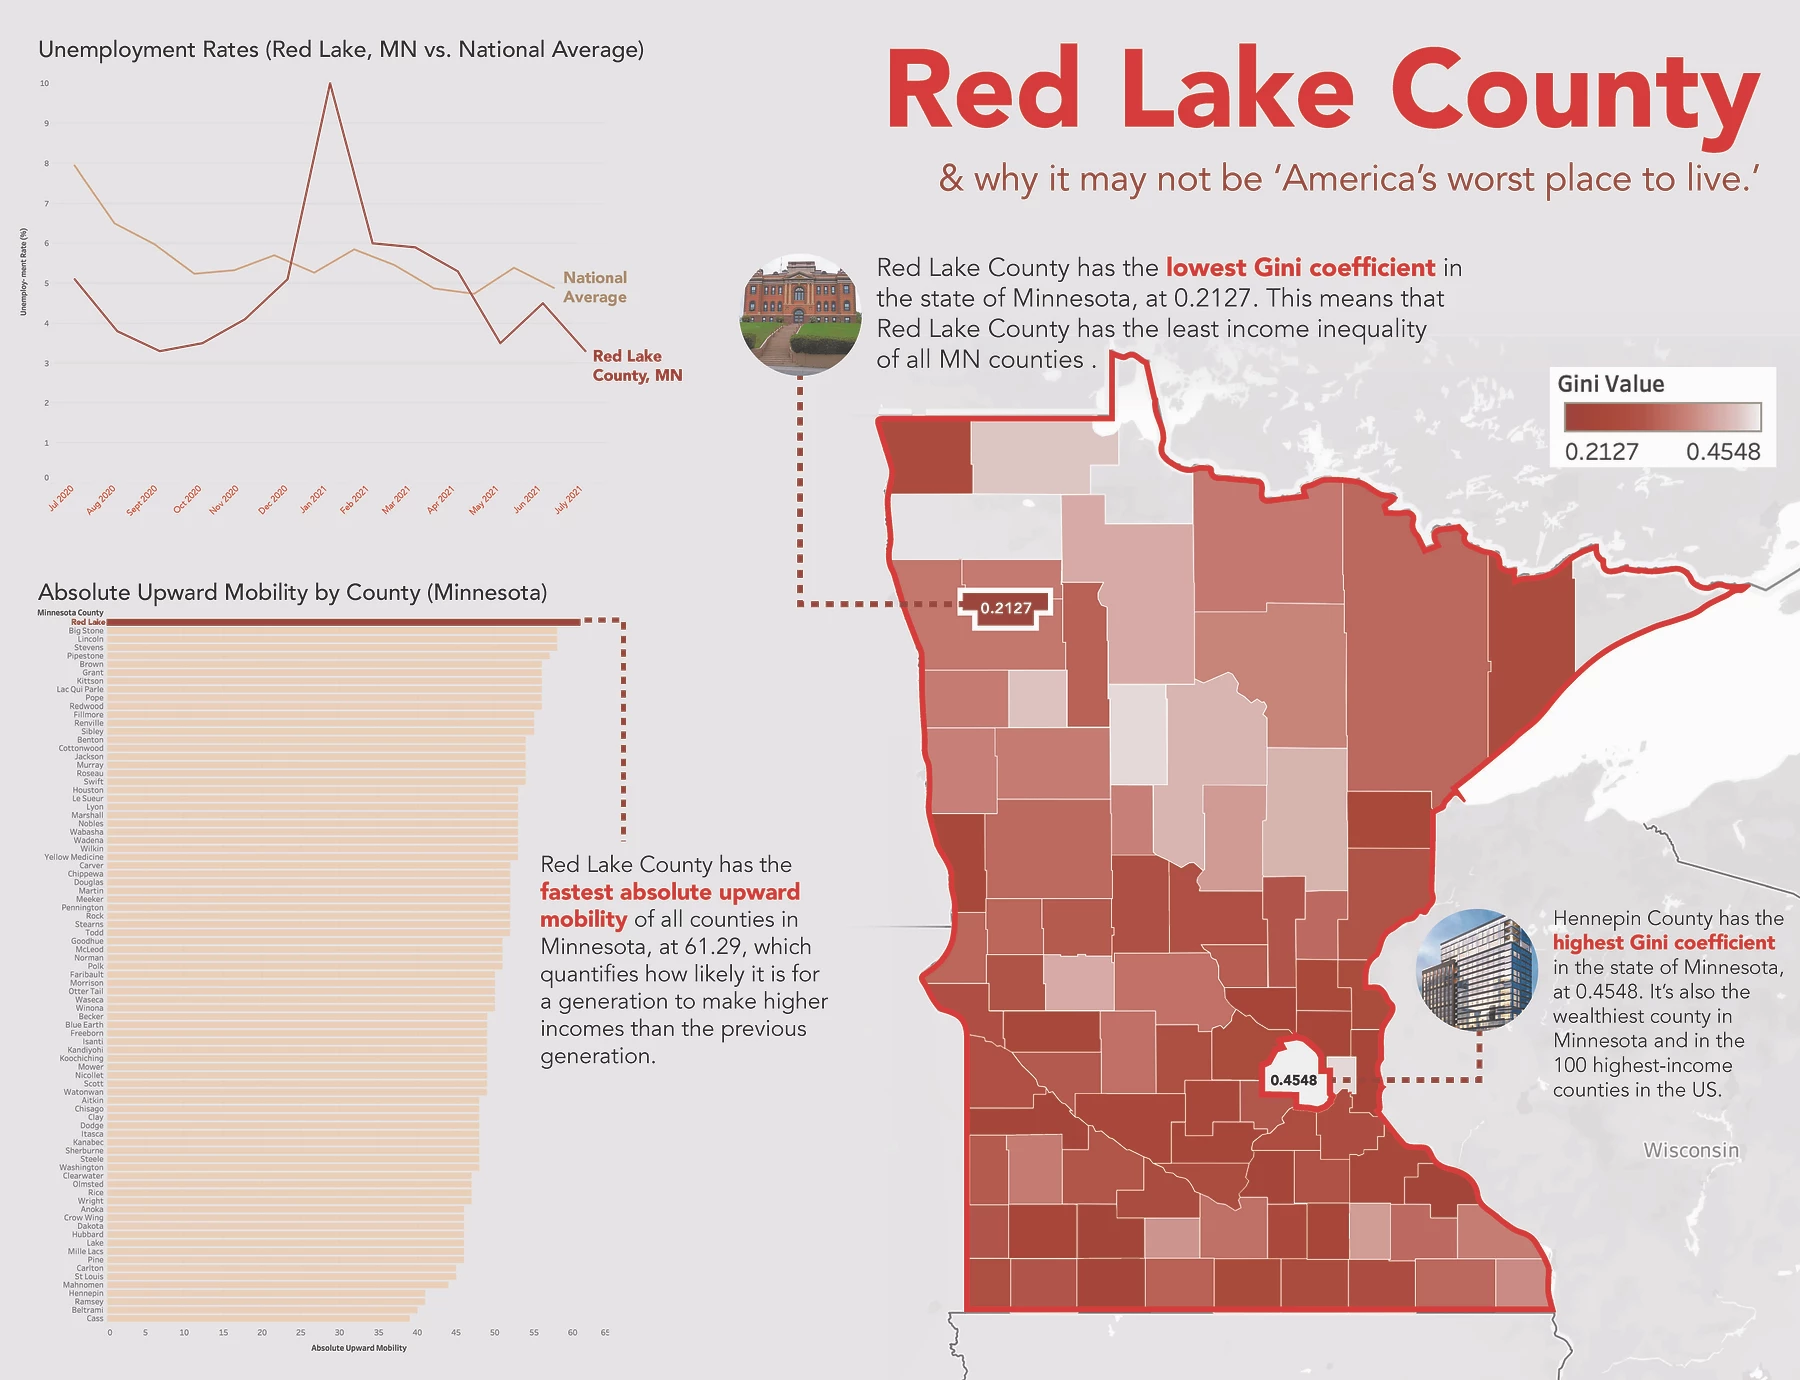 Unemployment Rates (Red Lake, MN vs. National Average)
10
9
8
7
6
5
4
3
2
1
0
Unemploy-ment Rate (%)
National
Average
Red Lake
County, MN
Jul 2020
Aug 2020
Sept 2020
Oct 2020
Nov 2020
Dec 2020
Jan 2021
Feb 2021
Mar 2021
Apr 2021
May 2021
Jun 2021
July 2021
Red Lake County
& why it may not be ‘America’s worst place to live.’
Red Lake County has the lowest Gini coefficient in
the state of Minnesota, at 0.2127. This means that
Red Lake County has the least income inequality
of all MN counties .
Gini Value
0.2127 0.4548
0.2127
0.4548
Hennepin County has the
highest Gini coefficient
in the state of Minnesota,
at 0.4548. It’s also the
wealthiest county in
Minnesota and in the
100 highest-income
counties in the US.
Wisconsin
Absolute Upward Mobility by County (Minnesota)
Minnesota County
Red Lake
Big Stone
Lincoln
Stevens
Pipestone
Brown
Grant
Kittson
Lac Qui Parle
Pope
Redwood
Fillmore
Renville
Sibley
Benton
Cottonwood
Jackson
Murray
Roseau
Swift
Houston
Le Sueur
Lyon
Marshall
Nobles
Wabasha
Wadena
Wilkin
Yellow Medicine
Carver
Chippewa
Douglas
Martin
Meeker
Pennington
Rock
Stearns
Todd
Goodhue
McLeod
Norman
Polk
Faribault
Morrison
Otter Tail
Waseca
Winona
Becker
Blue Earth
Freeborn
Isanti
Kandiyohi
Koochiching
Mower
Nicollet
Scott
Watonwan
Aitkin
Chisago
Clay
Dodge
Itasca
Kanabec
Sherburne
Steele
Washington
Clearwater
Olmsted
Rice
Wright
Anoka
Crow Wing
Dakota
Hubbard
Lake
Mille Lacs
Pine
Carlton
St Louis
Mahnomen
Hennepin
Ramsey
Beltrami
Cass
0 5 10 15 20 25 30 35 40 45 50 55 60 65
Absolute Upward Mobility
Red Lake County has the
fastest absolute upward
mobility of all counties in
Minnesota, at 61.29, which
quantifies how likely it is for
a generation to make higher
incomes than the previous
generation.